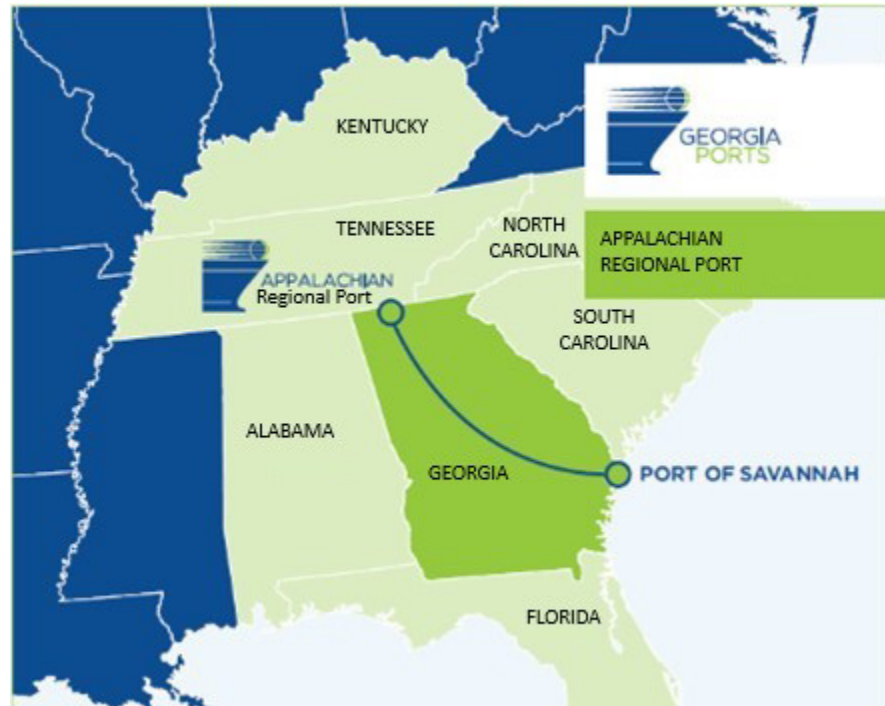 KENTUCKY
GEORGIA
PORTS
TENNESSEE
NORTH
CAROLINA
APPALACHIAN
REGIONAL PORT
APPALACHIAN
Regional Port
SOUTH
CAROLINA
ALABAMA
GEORGIA
PORT OF SAVANNAH
FLORIDA